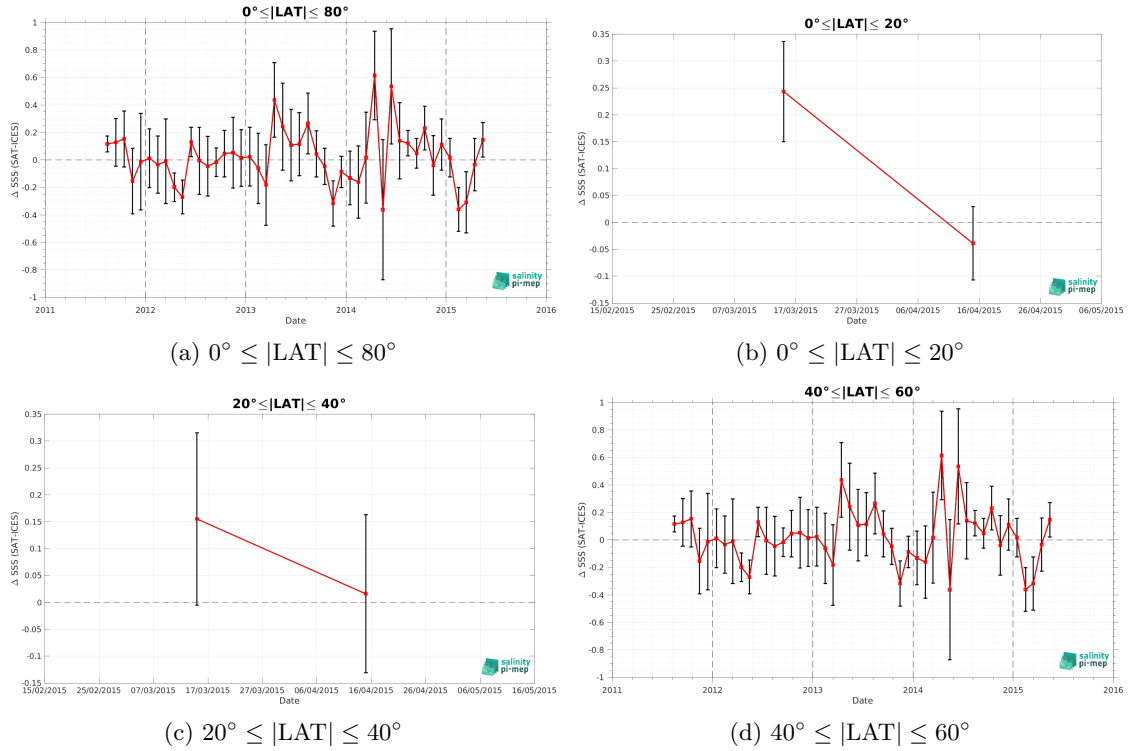 0°≤|LAT|≤ 80°
1
0.8
0.6
0.4
0.2
0
-0.2
-0.4
-0.6
-0.8
-1
Δ SSS (SAT-ICES)
2011 2012 2013 2014 2015 2016
Date
salinity
pi-mep
(a) 0° ≤ |LAT| ≤ 80°
0°≤|LAT|≤ 20°
0.35
0.3
0.25
0.2
0.15
0.1
0.05
0
-0.05
-0.1
-0.15
Δ SSS (SAT-ICES)
15/02/2015 25/02/2015 07/03/2015 17/03/2015 27/03/2015 06/04/2015 16/04/2015 26/04/2015 06/05/2015
Date
salinity
pi-mep
(b) 0° ≤ |LAT| ≤ 20°
20°≤|LAT|≤ 40°
0.35
0.3
0.25
0.2
0.15
0.1
0.05
0
-0.05
-0.1
-0.15
Δ SSS (SAT-ICES)
15/02/2015 25/02/2015 07/03/2015 17/03/2015 27/03/2015 06/04/2015 16/04/2015 26/04/2015 06/05/2015 16/05/2015
Date
salinity
pi-mep
(c) 20° ≤ |LAT| ≤ 40°
40°≤|LAT|≤ 60°
1
0.8
0.6
0.4
0.2
0
-0.2
-0.4
-0.6
-0.8
-1
Δ SSS (SAT-ICES)
2011 2012 2013 2014 2015 2016
Date
salinity
pi-mep
(d) 40° ≤ |LAT| ≤ 60°